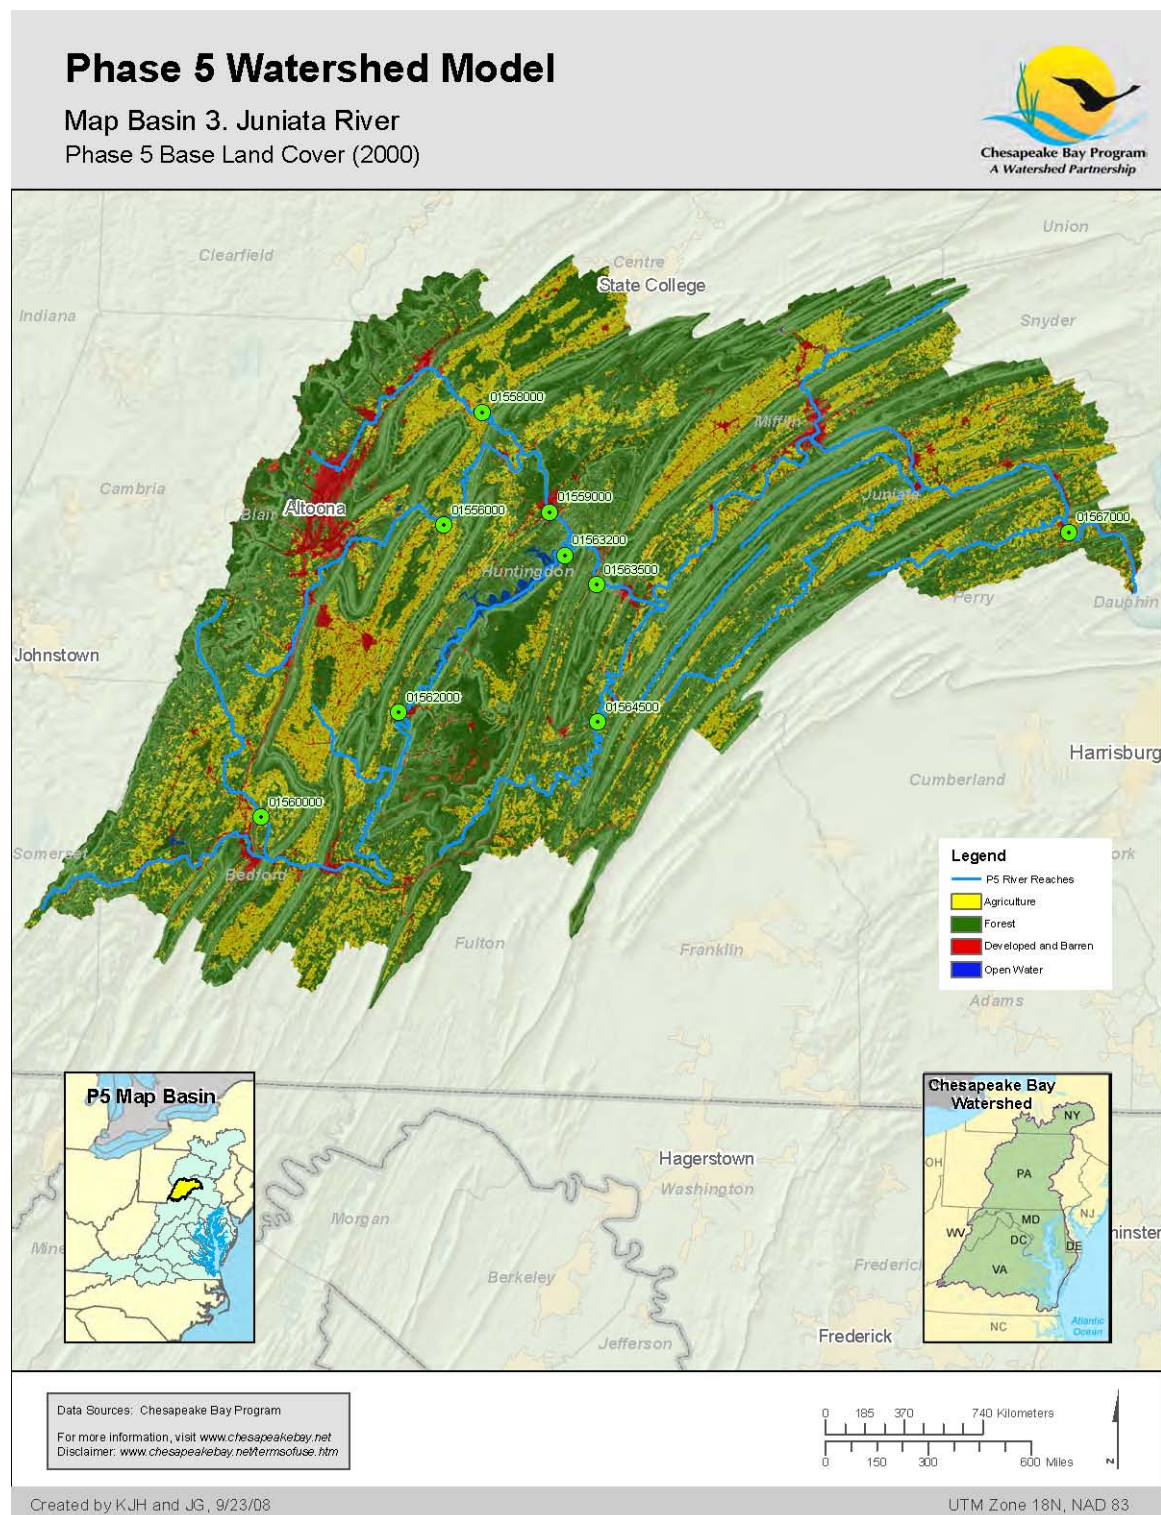 Phase 5 Watershed Model
Map Basin 3. Juniata River
Phase 5 Base Land Cover (2000)
Chesapeake Bay Program
A Watershed Partnership
Union
Clearfield
Centre
State College
Indiana
Snyder
01558000
Mifflin
Cambria
Altoona
Blair
01556000
01559000
Juniata
01567000
01563200
Huntingdon
01563500
Perry
Dauphin
Johnstown
01562000
01564500
Harrisburg
Cumberland
01560000
Somerset
Bedford
ork
Legend
P5 River Reaches
Agriculture
Forest
Developed and Barren
Open Water
Fulton
Franklin
Adams
P5 Map Basin
Chesapeake Bay
Watershed
NY
OH
PA
NJ
MD
WV
DC
DE
VA
NC
Atlantic
Ocean
Hagerstown
Washington
Morgan
Mine
minster
Berkeley
Frederic
Jefferson
Frederick
Data Sources: Chesapeake Bay Program
For more information, visit www.chesapeakebay.net
Disclaimer: www.chesapeakebay.net/termsofuse.htm
0 185 370 740 Kilometers
0 150 300 600 Miles
N
Created by KJH and JG, 9/23/08
UTM Zone 18N, NAD 83